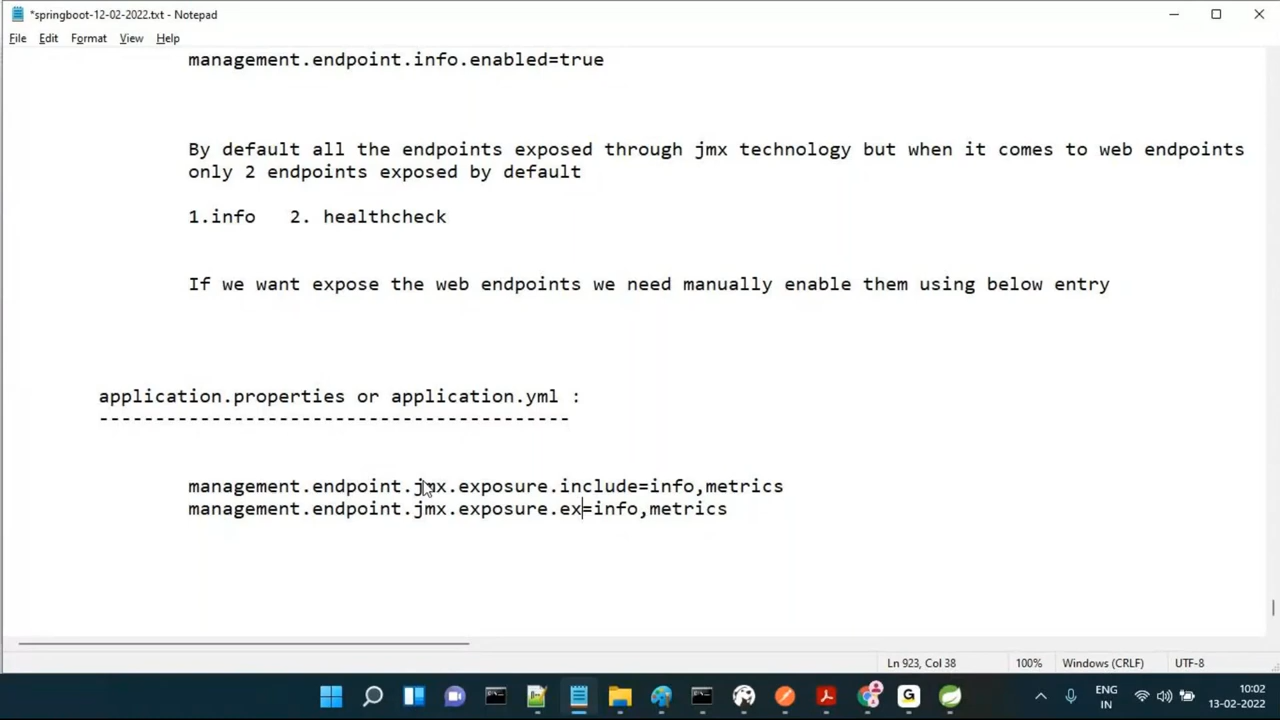 *springboot-12-02-2022.txt - Notepad
File Edit Format View Help
management.endpoint.info.enabled=true
By default all the endpoints exposed through jmx technology but when it comes to web endpoints
only 2 endpoints exposed by default
1.info 2. healthcheck
If we want expose the web endpoints we need manually enable them using below entry
application.properties or application.yml :
------------------------------------------
management.endpoint.jmx.exposure.include=info,metrics
management.endpoint.jmx.exposure.ex=info,metrics
Ln 923, Col 38 100% Windows (CRLF) UTF-8
ENG
IN
10:02
13-02-2022